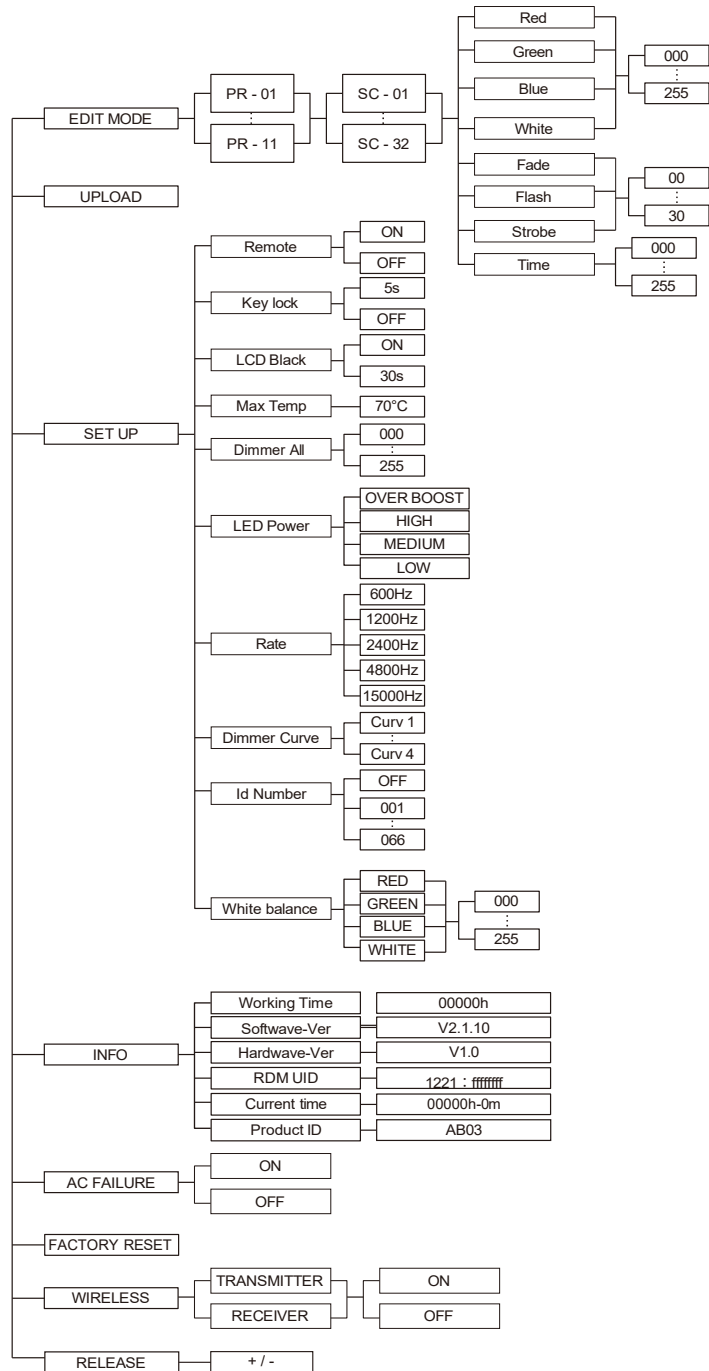 EDIT MODE
PR - 01
PR - 11
SC - 01
SC - 32
Red
Green
Blue
White
000
255
Fade
Flash
Strobe
00
30
Time
000
255
UPLOAD
SET UP
Remote
ON
OFF
Key lock
5s
OFF
LCD Black
ON
30s
Max Temp
70°C
Dimmer All
000
255
LED Power
OVER BOOST
HIGH
MEDIUM
LOW
Rate
600Hz
1200Hz
2400Hz
4800Hz
15000Hz
Dimmer Curve
Curv 1
Curv 4
Id Number
OFF
001
066
White balance
RED
GREEN
BLUE
WHITE
000
255
INFO
Working Time
00000h
Softwave-Ver
V2.1.10
Hardwave-Ver
V1.0
RDM UID
1221：ffffffff
Current time
00000h-0m
Product ID
AB03
AC FAILURE
ON
OFF
FACTORY RESET
WIRELESS
TRANSMITTER
RECEIVER
ON
OFF
RELEASE
+ / -